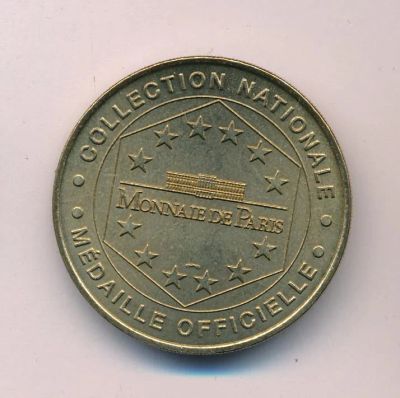 COLLECTION NATIONALE
MONNAIE DE PARIS
MÉDAILLE OFFICIELLE